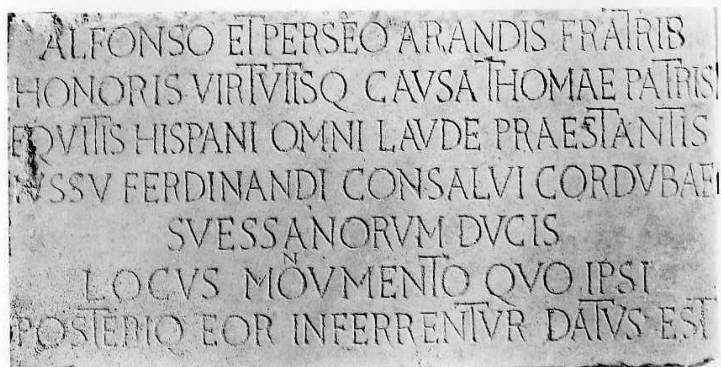 ALFONSO ET PERSEO ARANDIS FRATRIB
HONORIS VIRTVTISQ CAVSA THOMAE PATRIS
EQVITIS HISPANI OMNI LAVDE PRAESTANTIS
IVSSV FERDINANDI CONSALVI CORDVBAE
SVESSANORVM DVCIS
LOCVS MONVMENTO QVO IPSI
POSTERIQ EOR INFERRENTVR DATVS EST